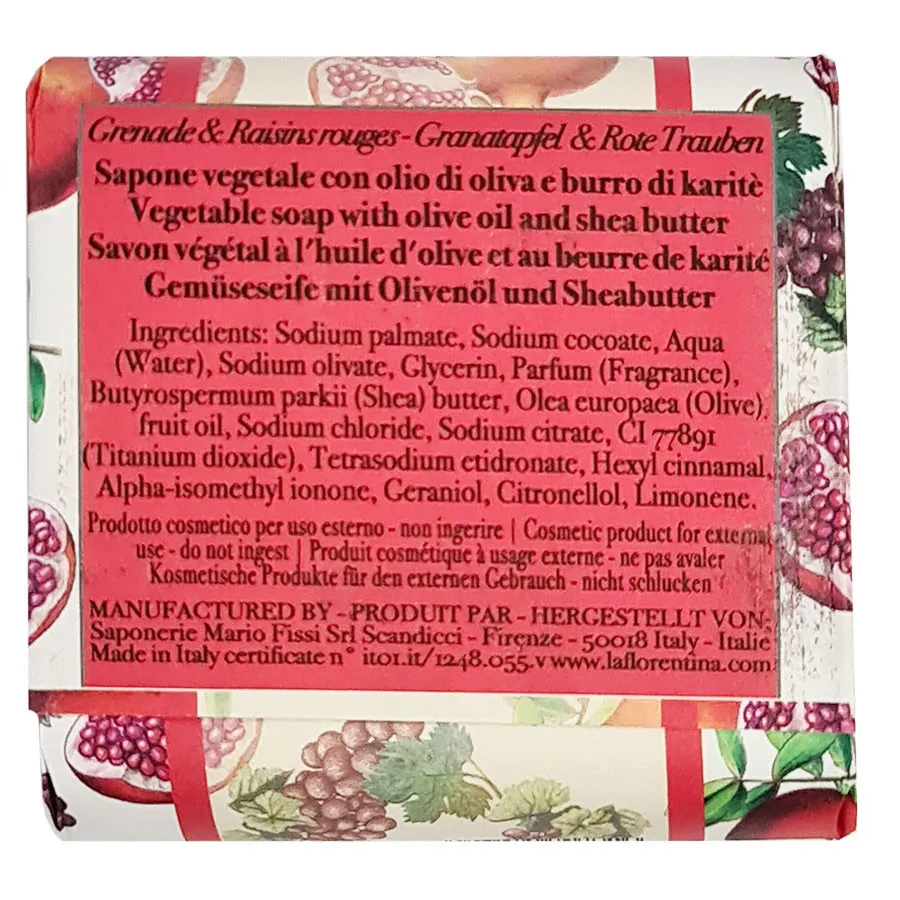 Grenade & Raisins rouges - Granatapfel & Rote Trauben
Sapone vegetale con olio di oliva e burro di karitè
Vegetable soap with olive oil and shea butter
Savon végétal à l'huile d'olive et au beurre de karité
Gemüseseife mit Olivenöl und Sheabutter
Ingredients: Sodium palmate, Sodium cocoate, Aqua
(Water), Sodium olivate, Glycerin, Parfum (Fragrance),
Butyrospermum parkii (Shea) butter, Olea europaea (Olive)
fruit oil, Sodium chloride, Sodium citrate, CI 77891
(Titanium dioxide), Tetrasodium etidronate, Hexyl cinnamal,
Alpha-isomethyl ionone, Geraniol, Citronellol, Limonene.
Prodotto cosmetico per uso esterno - non ingerire | Cosmetic product for external
use - do not ingest | Produit cosmétique à usage externe - ne pas avaler
Kosmetische Produkte für den externen Gebrauch - nicht schlucken
MANUFACTURED BY - PRODUIT PAR - HERGESTELLT VON:
Saponerie Mario Fissi Srl Scandicci - Firenze - 50018 Italy - Italie
Made in Italy certificate n° it01.it/1248.055.v www.laflorentina.com